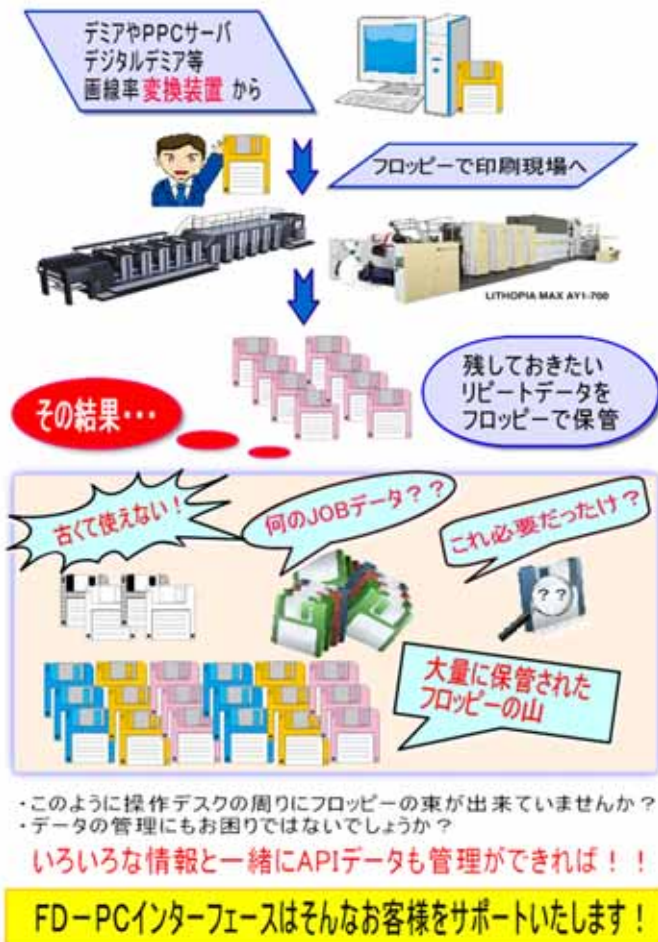 デミアやPPCサーバ
デジタルデミア等
画線率変換装置 から
フロッピーで印刷現場へ
LITHOPIA MAX AY1-700
残しておきたい
リピートデータを
フロッピーで保管
その結果・・・
古くて使えない！
何のJOBデータ？？
これ必要だったけ？
？？
大量に保管された
フロッピーの山
・このように操作デスクの周りにフロッピーの束が出来ていませんか？
・データの管理にもお困りではないでしょうか？
いろいろな情報と一緒にAPIデータも管理ができれば！！
FD－PCインターフェースはそんなお客様をサポートいたします！